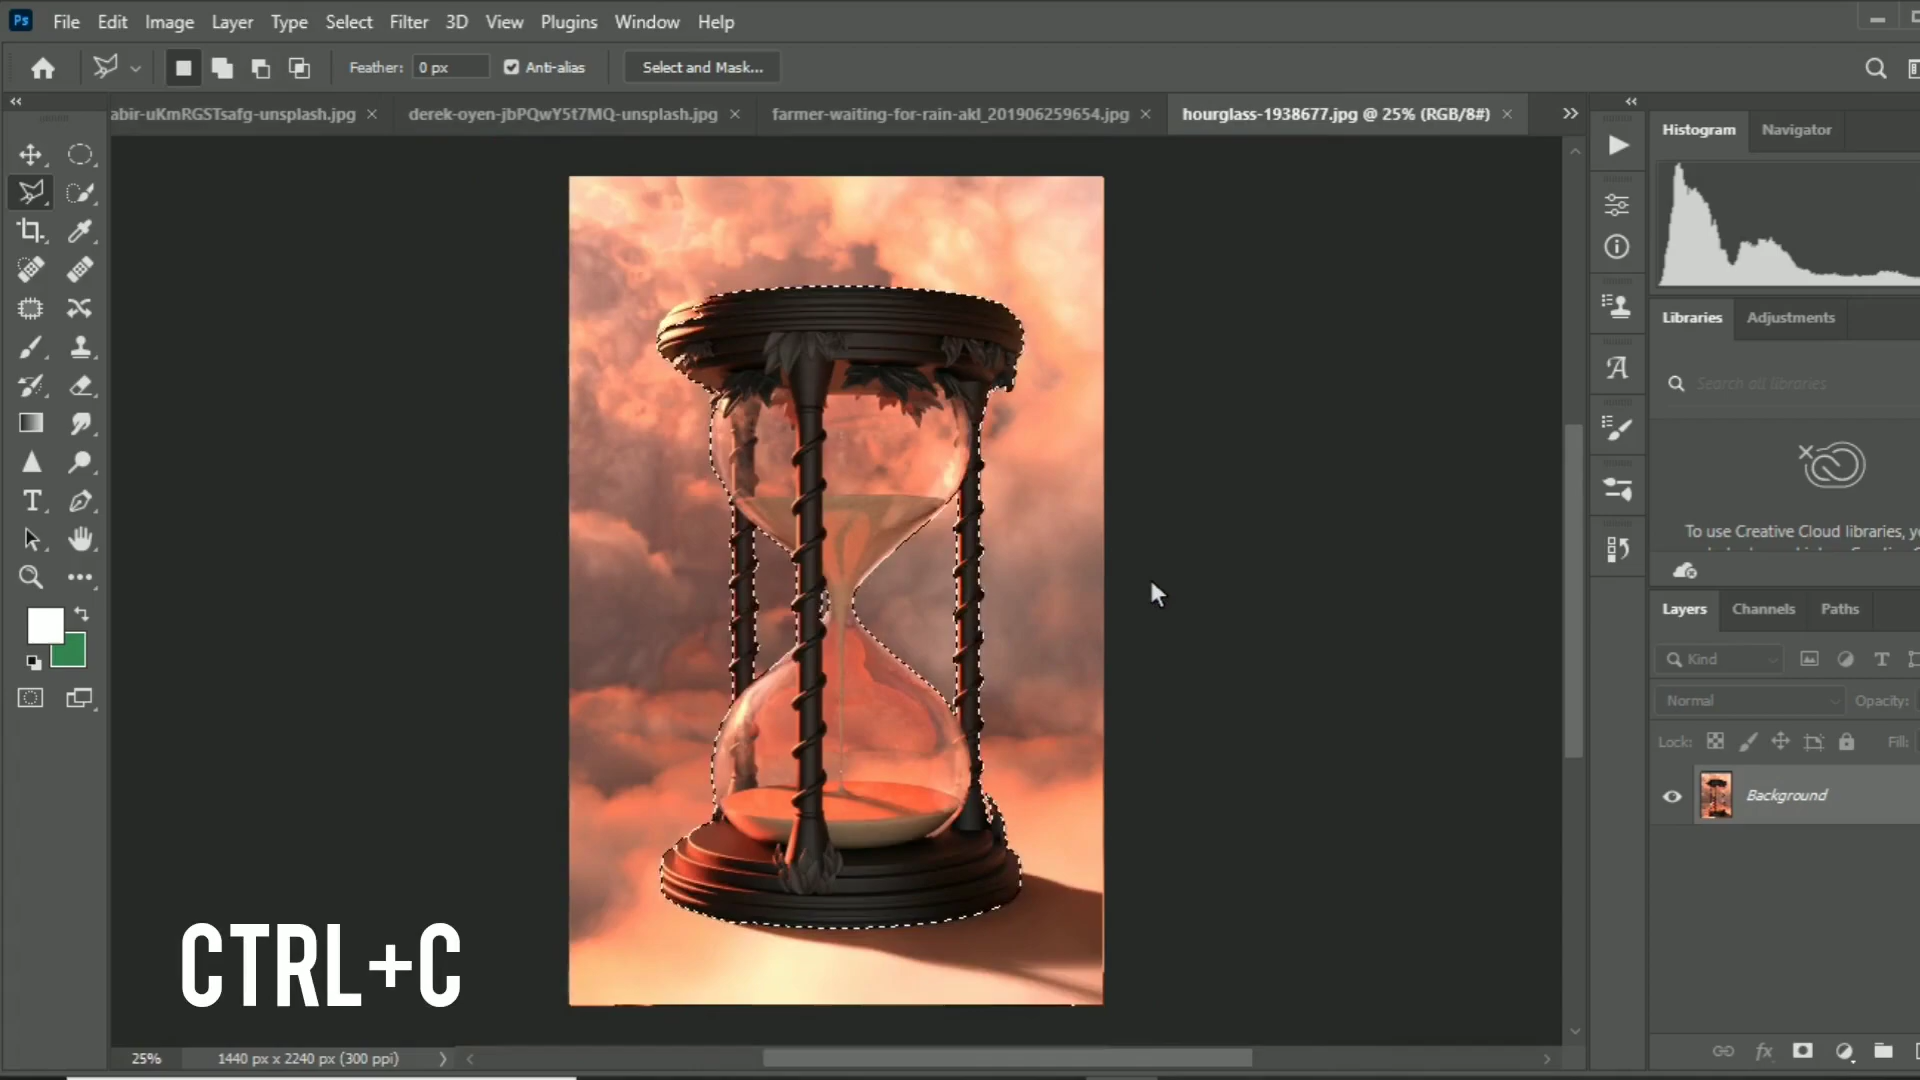 Ps File Edit Image Layer Type Select Filter 3D View Plugins Window Help
Feather: 0 px Anti-alias Select and Mask...
abir-uKmRGSTsafg-unsplash.jpg × derek-oyen-jbPQwY5t7MQ-unsplash.jpg × farmer-waiting-for-rain-akl_201906259654.jpg × hourglass-1938677.jpg @ 25% (RGB/8#) ×
Histogram Navigator
Libraries Adjustments
Search all libraries
To use Creative Cloud libraries, y
Layers Channels Paths
Kind
Normal Opacity:
Lock: Fill:
Background
CTRL+C
25% 1440 px x 2240 px (300 ppi)